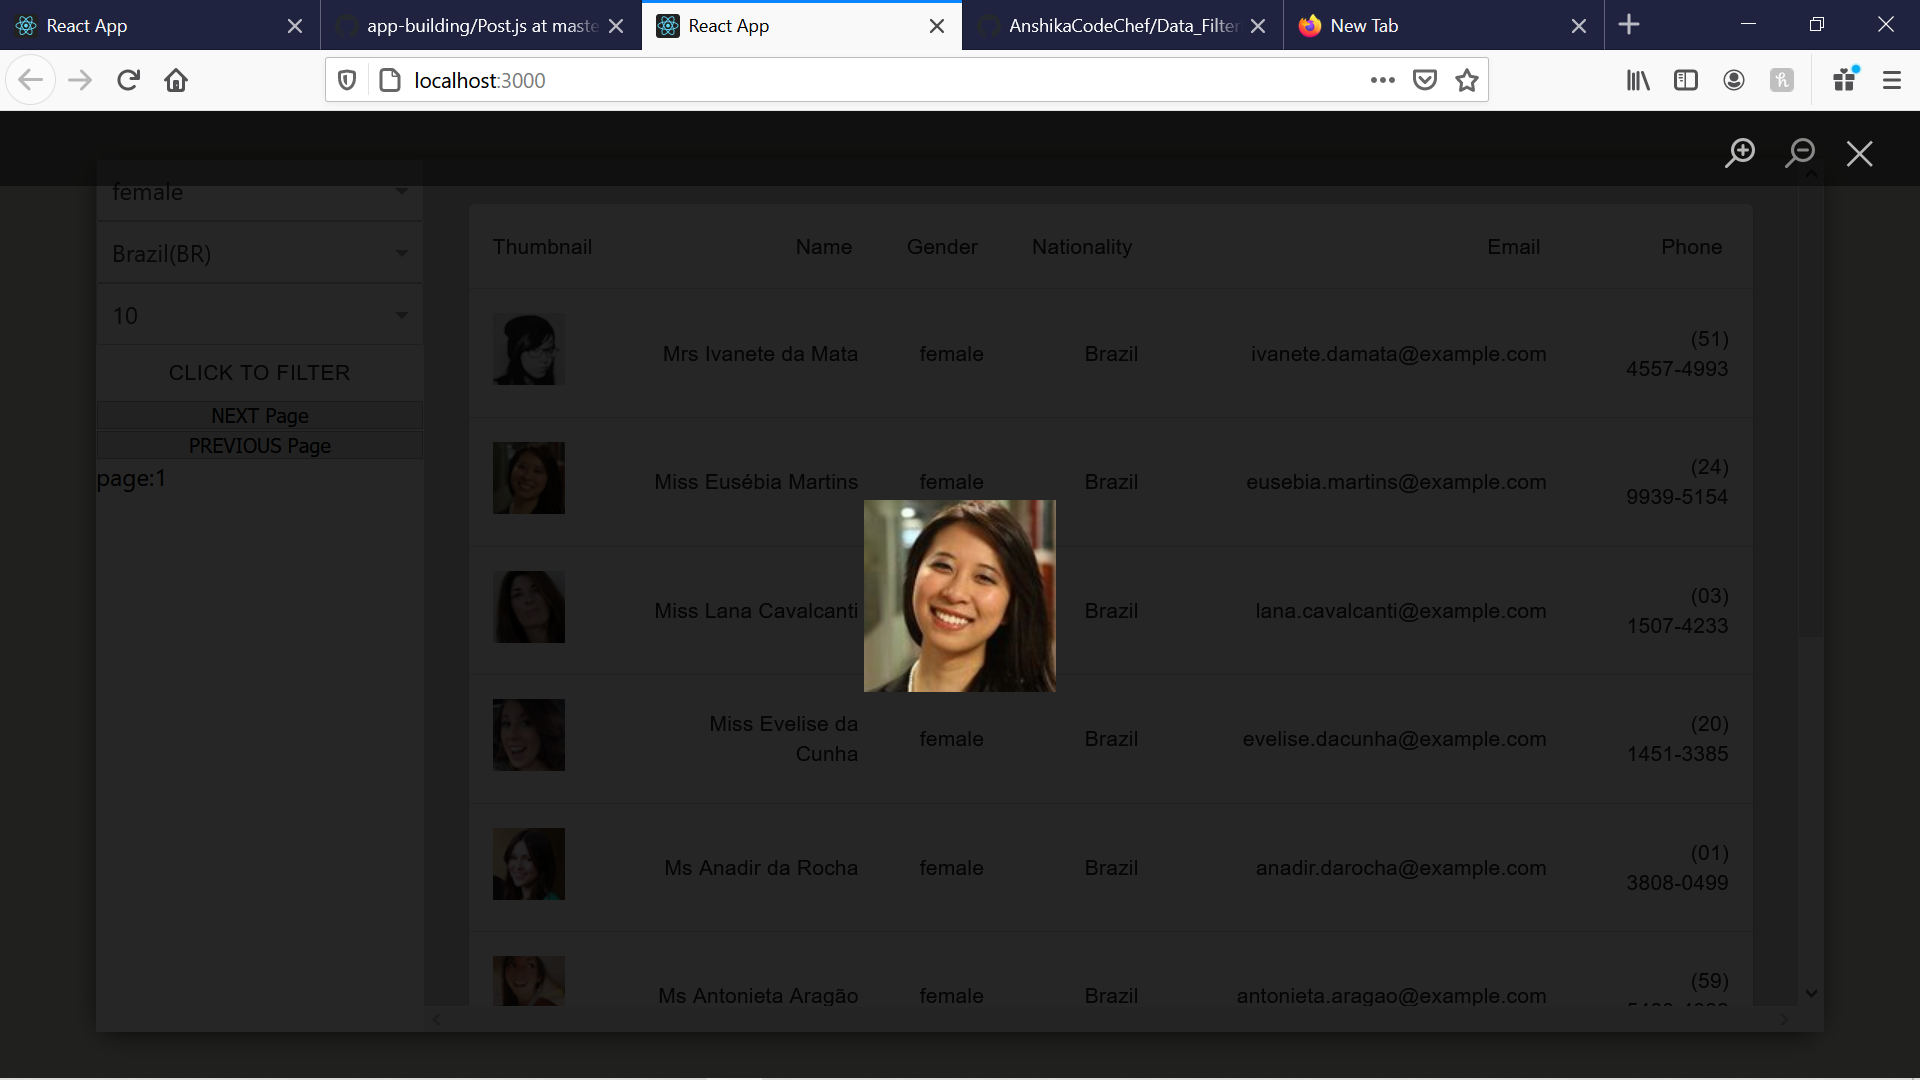 React App
app-building/Post.js at maste
React App
AnshikaCodeChef/Data_Filter
New Tab
localhost:3000
female
Brazil(BR)
10
CLICK TO FILTER
NEXT Page
PREVIOUS Page
page:1
Thumbnail Name Gender Nationality Email Phone
Mrs Ivanete da Mata female Brazil ivanete.damata@example.com (51) 4557-4993
Miss Eusébia Martins female Brazil eusebia.martins@example.com (24) 9939-5154
Miss Lana Cavalcanti Brazil lana.cavalcanti@example.com (03) 1507-4233
Miss Evelise da Cunha female Brazil evelise.dacunha@example.com (20) 1451-3385
Ms Anadir da Rocha female Brazil anadir.darocha@example.com (01) 3808-0499
Ms Antonieta Aragão female Brazil antonieta.aragao@example.com (59)